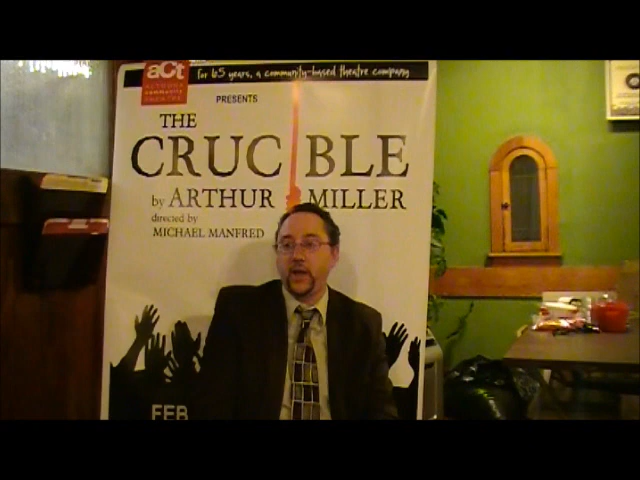 act
for 65 years, a community-based theatre company
PRESENTS
THE
CRUCIBLE
by ARTHUR MILLER
directed by
MICHAEL MANFRED
FEB